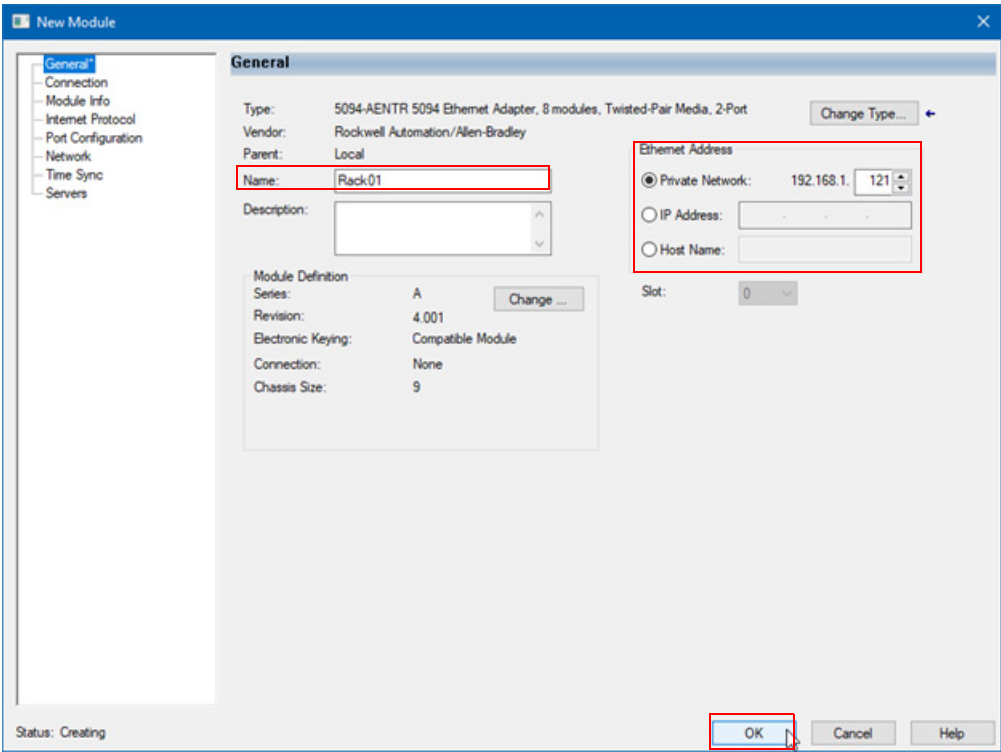 New Module
General*
Connection
Module Info
Internet Protocol
Port Configuration
Network
Time Sync
Servers
General
Type: 5094-AENTR 5094 Ethernet Adapter, 8 modules, Twisted-Pair Media, 2-Port
Change Type...
Vendor: Rockwell Automation/Allen-Bradley
Parent: Local
Name: Rack01
Description:
Ethernet Address
Private Network: 192.168.1. 121
IP Address: . . .
Host Name:
Slot: 0
Module Definition
Series: A
Change ...
Revision: 4.001
Electronic Keying: Compatible Module
Connection: None
Chassis Size: 9
Status: Creating
OK
Cancel
Help